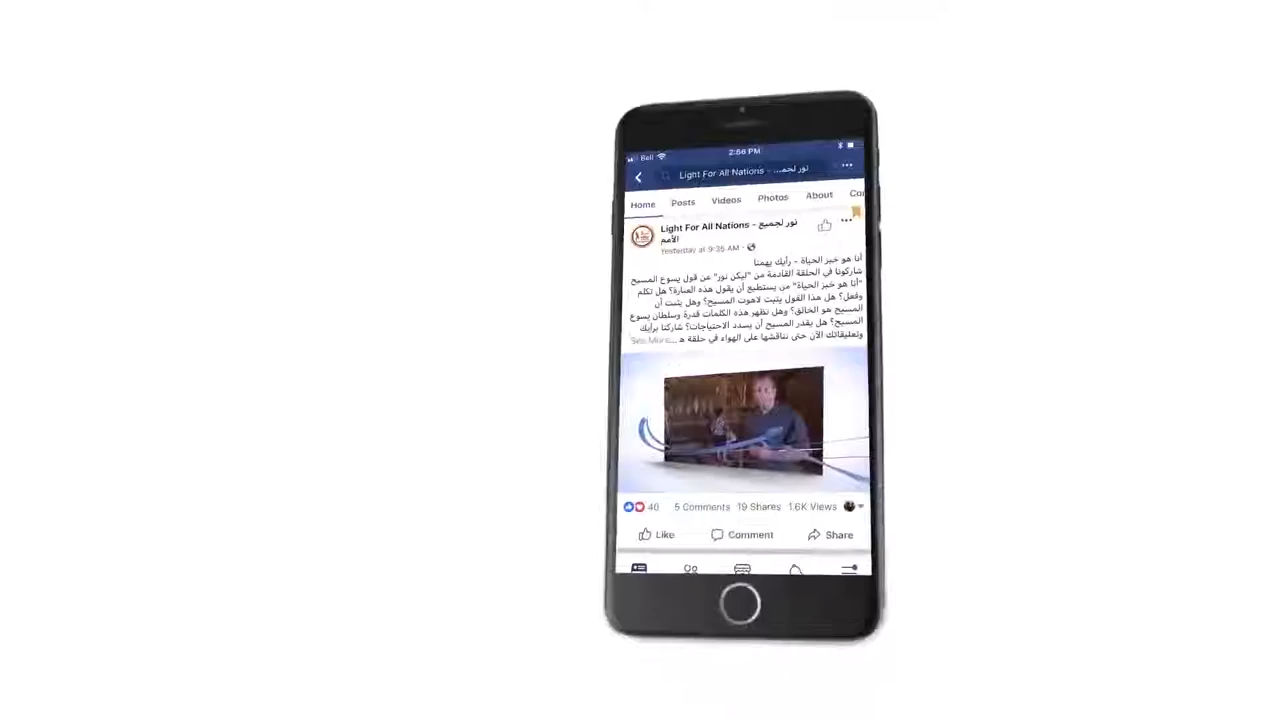 Bell
2:56 PM
Light For All Nations - نور لجمي...
Home Posts Videos Photos About Co
Light For All Nations - نور لجميع
الأمم
Yesterday at 9:35 AM
أنا هو خبز الحياة - رأيك يهمنا
شاركونا في الحلقة القادمة من "ليكن نور" عن قول يسوع المسيح
"أنا هو خبز الحياة" من يستطيع أن يقول هذه العبارة؟ هل تكلم
وفعل؟ هل هذا القول يثبت لاهوت المسيح؟ وهل يثبت أن
المسيح هو الخالق؟ وهل تظهر هذه الكلمات قدرة وسلطان يسوع
المسيح؟ هل يقدر المسيح أن يسدد الاحتياجات؟ شاركنا برأيك
وتعليقاتك الآن حتى نناقشها على الهواء في حلقة ه ... See More
40 5 Comments 19 Shares 1.6K Views
Like Comment Share